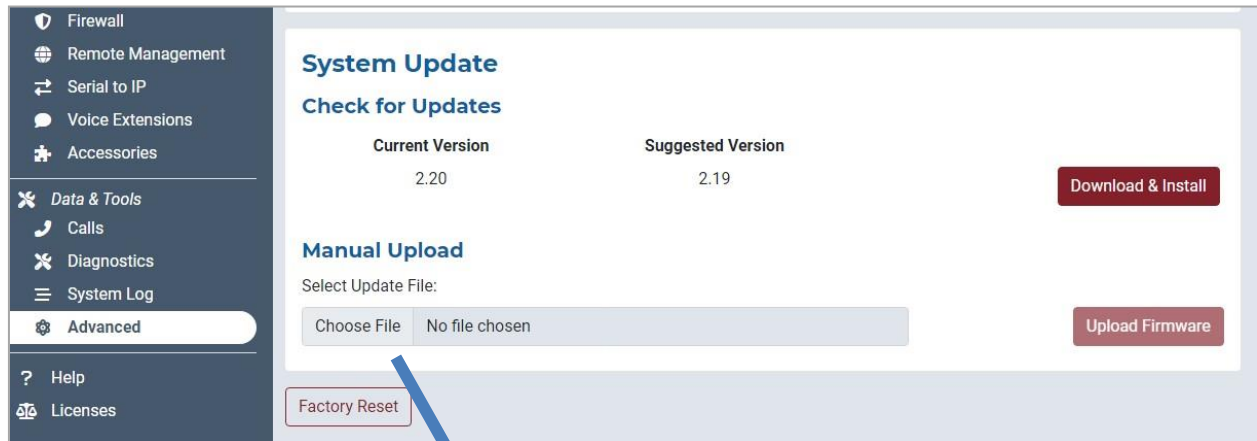 Firewall
Remote Management
Serial to IP
Voice Extensions
Accessories
Data & Tools
Calls
Diagnostics
System Log
Advanced
? Help
Licenses
System Update
Check for Updates
Current Version Suggested Version
2.20 2.19
Download & Install
Manual Upload
Select Update File:
Choose File No file chosen
Upload Firmware
Factory Reset